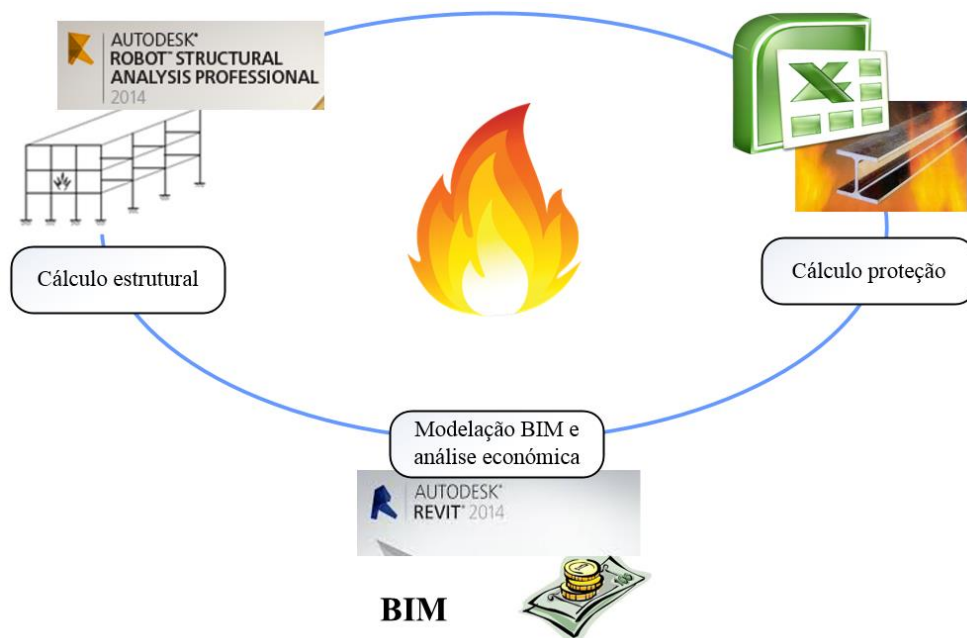 AUTODESK®
ROBOT™ STRUCTURAL
ANALYSIS PROFESSIONAL
2014
Cálculo estrutural
Cálculo proteção
Modelação BIM e
análise económica
AUTODESK®
REVIT® 2014
BIM